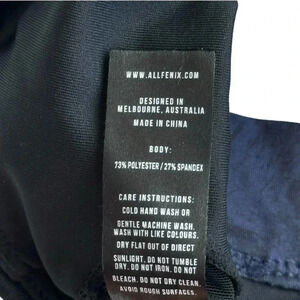 WWW.ALLFENIX.COM
DESIGNED IN
MELBOURNE, AUSTRALIA
MADE IN CHINA
BODY:
73% POLYESTER / 27% SPANDEX
CARE INSTRUCTIONS:
COLD HAND WASH OR
GENTLE MACHINE WASH.
WASH WITH LIKE COLOURS.
DRY FLAT OUT OF DIRECT
SUNLIGHT. DO NOT TUMBLE
DRY. DO NOT IRON. DO NOT
BLEACH. DO NOT DRY CLEAN.
AVOID ROUGH SURFACES.